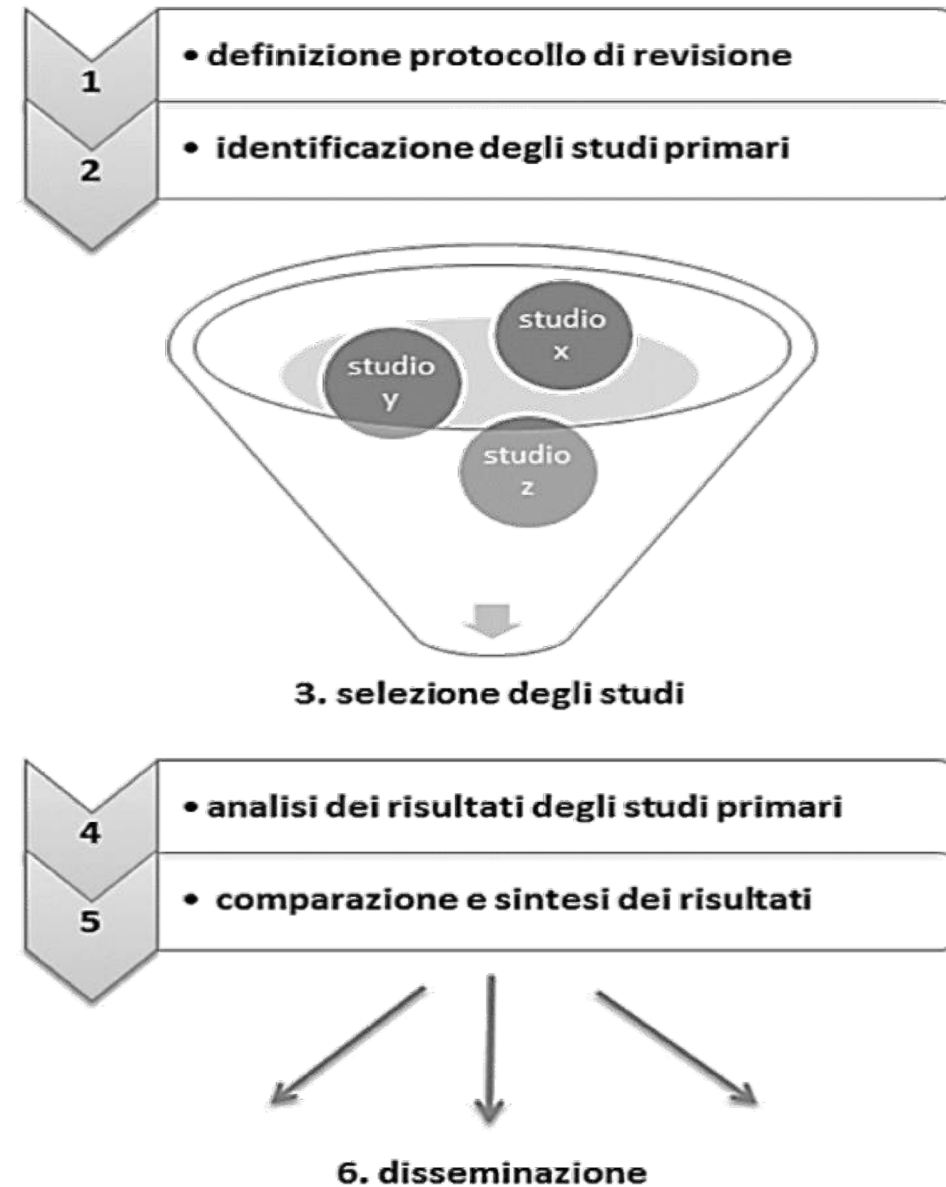 1
• definizione protocollo di revisione
2
• identificazione degli studi primari
studio
x
studio
y
studio
z
3. selezione degli studi
4
• analisi dei risultati degli studi primari
5
• comparazione e sintesi dei risultati
6. disseminazione